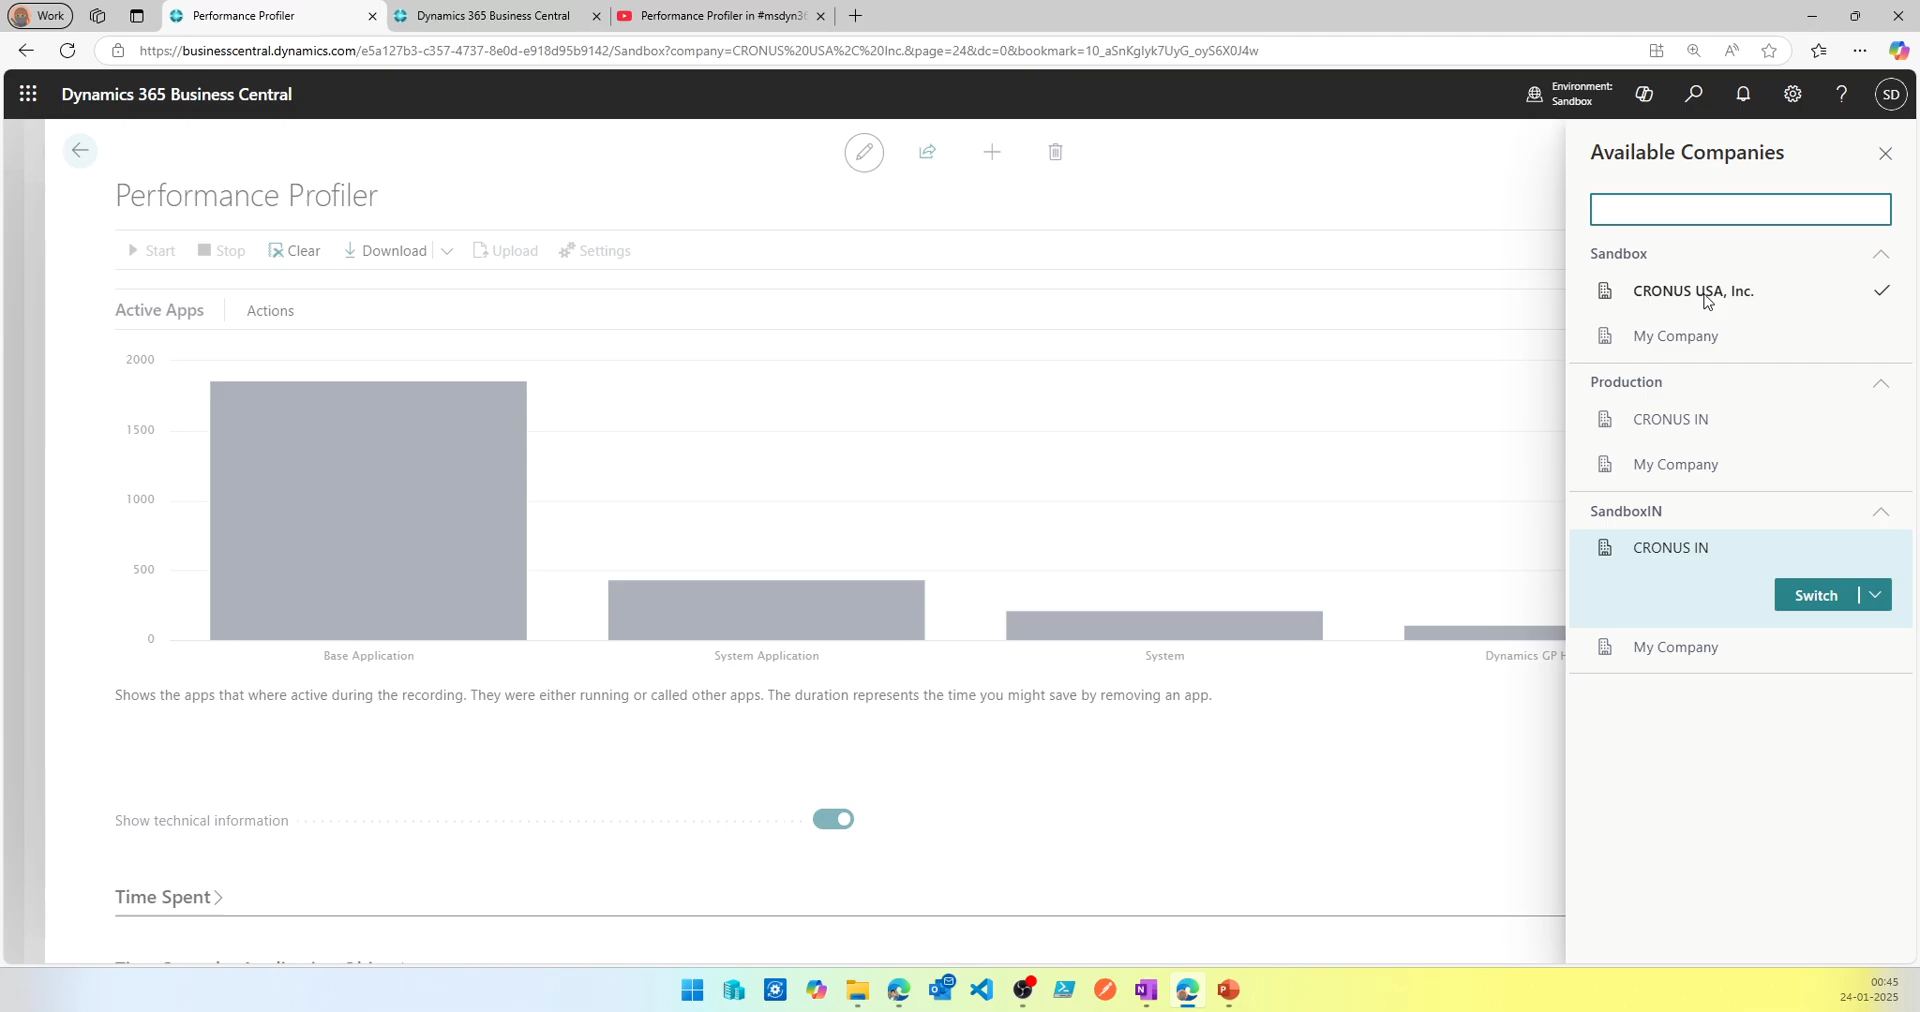 Work
Performance Profiler
Dynamics 365 Business Central
Performance Profiler in #msdyn36
https://businesscentral.dynamics.com/e5a127b3-c357-4737-8e0d-e918d95b9142/Sandbox?company=CRONUS%20USA%2C%20Inc.&page=24&dc=0&bookmark=10_aSnKgIyk7UyG_oyS6X0J4w
Dynamics 365 Business Central
Environment:
Sandbox
?
SD
Performance Profiler
Start
Stop
Clear
Download
Upload
Settings
Active Apps
Actions
2000
1500
1000
500
0
Base Application
System Application
System
Dynamics GP H
Shows the apps that where active during the recording. They were either running or called other apps. The duration represents the time you might save by removing an app.
Show technical information
Time Spent
Available Companies
Sandbox
CRONUS USA, Inc.
My Company
Production
CRONUS IN
My Company
SandboxIN
CRONUS IN
Switch
My Company
00:45
24-01-2025